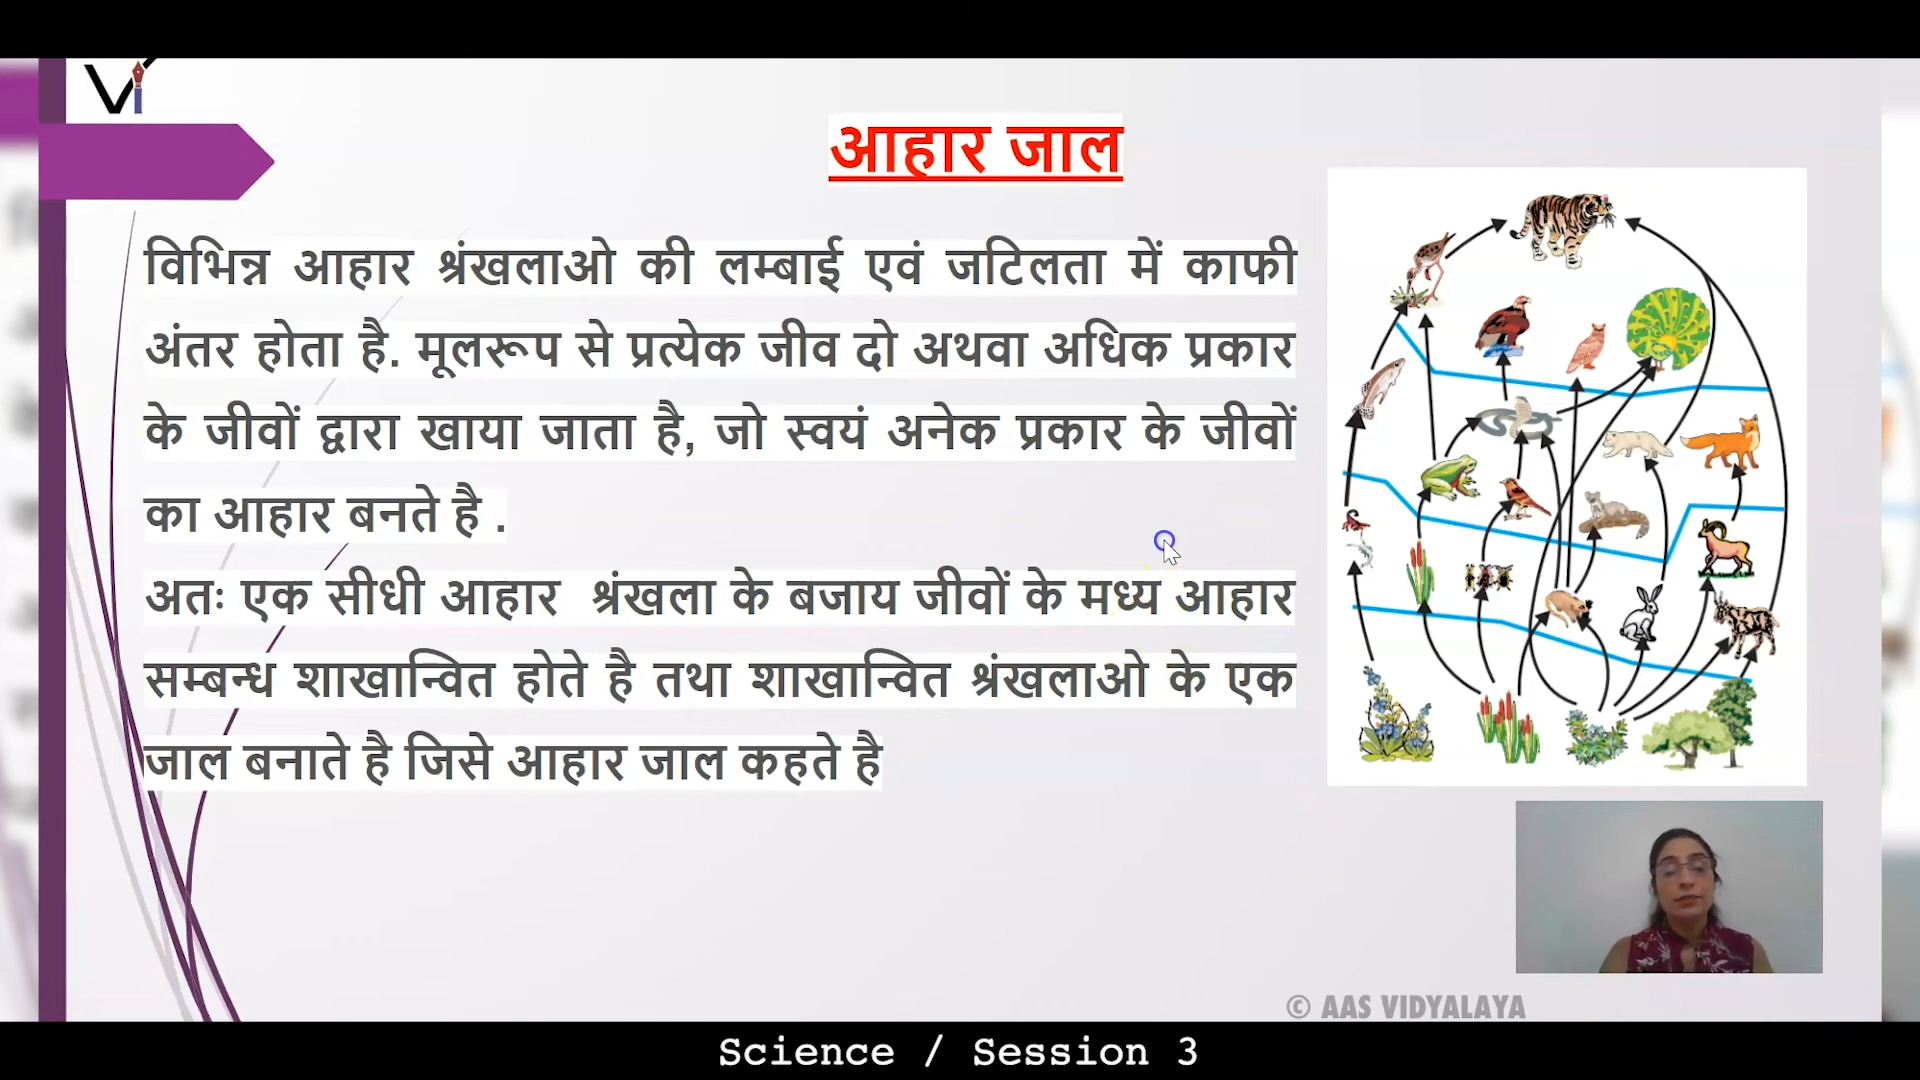 आहार जाल
विभिन्न आहार श्रंखलाओ की लम्बाई एवं जटिलता में काफी
अंतर होता है. मूलरूप से प्रत्येक जीव दो अथवा अधिक प्रकार
के जीवों द्वारा खाया जाता है, जो स्वयं अनेक प्रकार के जीवों
का आहार बनते है .
अतः एक सीधी आहार श्रंखला के बजाय जीवों के मध्य आहार
सम्बन्ध शाखान्वित होते है तथा शाखान्वित श्रंखलाओ के एक
जाल बनाते है जिसे आहार जाल कहते है
© AAS VIDYALAYA
Science / Session 3